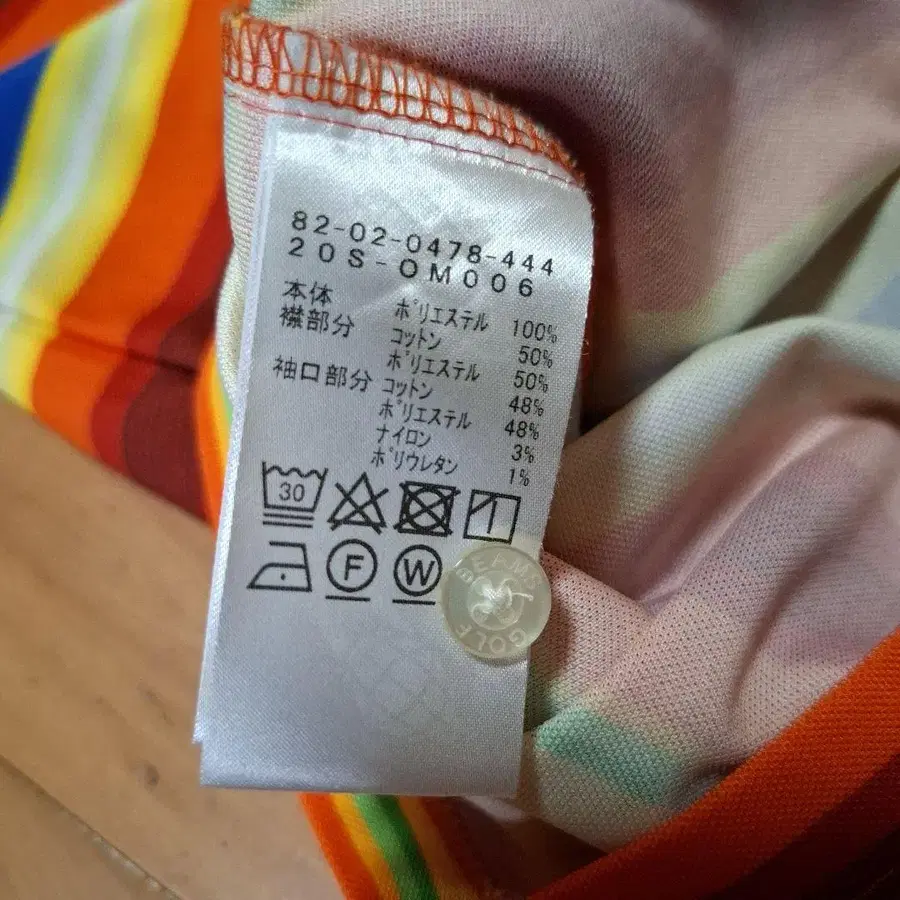 82-02-0478-444
20S-OM006
本体 ポリエステル 100%
襟部分 コットン 50%
ポリエステル 50%
袖口部分 コットン 48%
ポリエステル 48%
ナイロン 3%
ポリウレタン 1%
30
F W
BEAMS GOLF